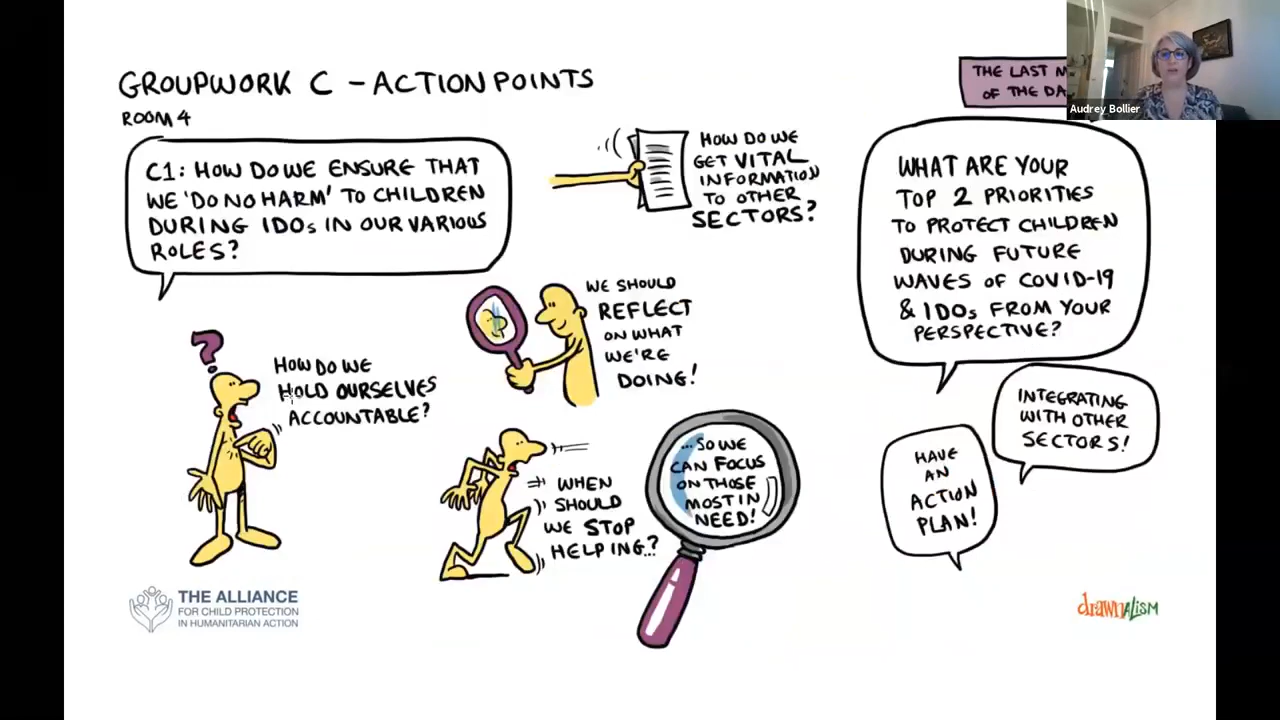 GROUPWORK C - ACTION POINTS
ROOM 4
C1: HOW DO WE ENSURE THAT
WE 'DO NO HARM' TO CHILDREN
DURING IDOs IN OUR VARIOUS
ROLES?
HOW DO WE
HOLD OURSELVES
ACCOUNTABLE?
HOW DO WE
GET VITAL
INFORMATION
TO OTHER
SECTORS?
WE SHOULD
REFLECT
ON WHAT
WE'RE
DOING!
WHEN
SHOULD
WE STOP
HELPING..?
...SO WE
CAN FOCUS
ON THOSE
MOST IN
NEED!
THE LAST
OF THE
Audrey Bollier
WHAT ARE YOUR
TOP 2 PRIORITIES
TO PROTECT CHILDREN
DURING FUTURE
WAVES OF COVID-19
& IDOs FROM YOUR
PERSPECTIVE?
INTEGRATING
WITH OTHER
SECTORS!
HAVE
AN
ACTION
PLAN!
THE ALLIANCE
FOR CHILD PROTECTION
IN HUMANITARIAN ACTION
drawnalism